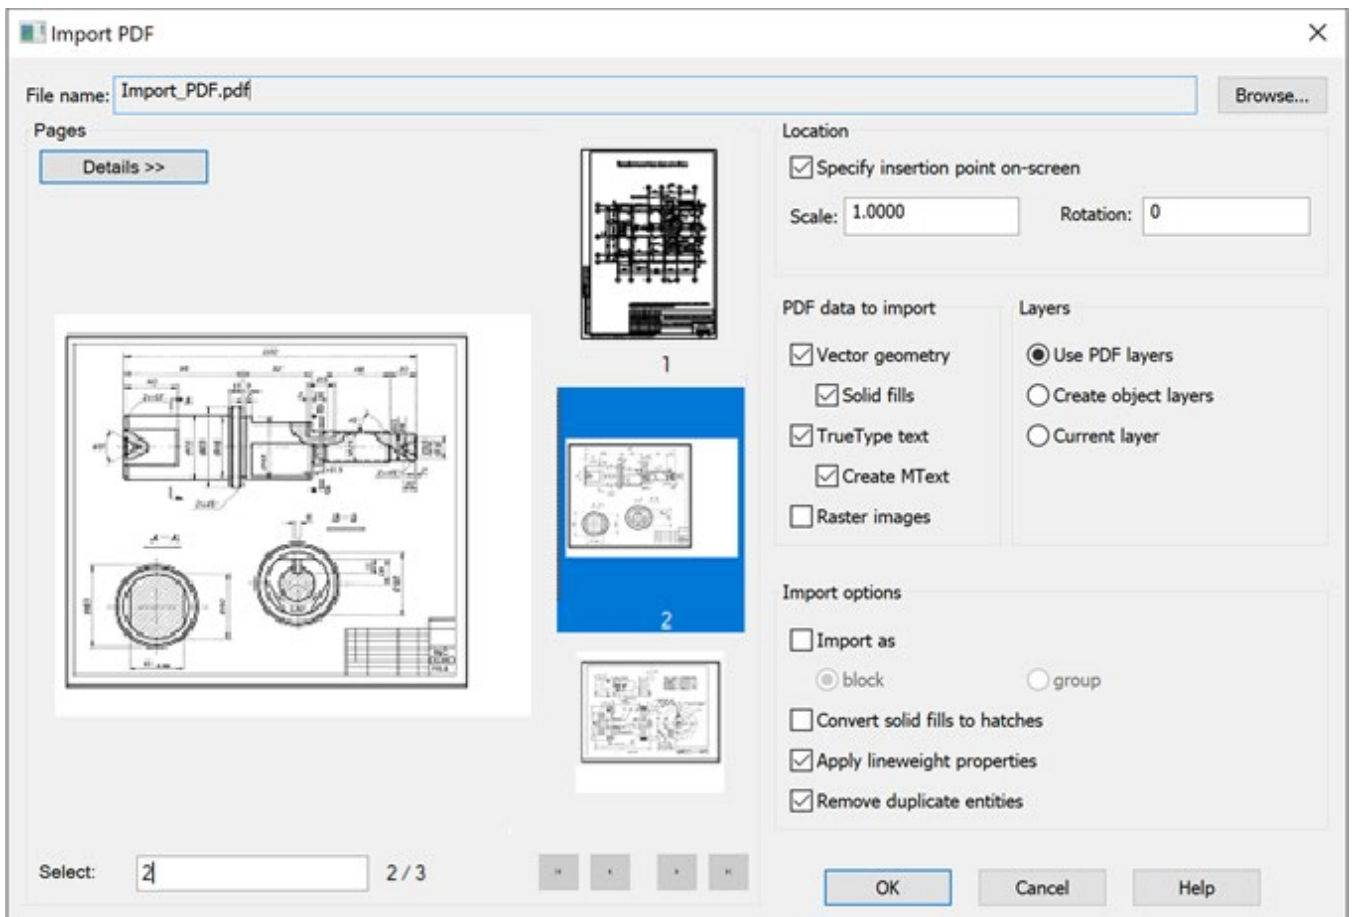 Import PDF
File name: Import_PDF.pdf
Browse...
Pages
Details >>
1
2
Select: 2
2 / 3
Location
Specify insertion point on-screen
Scale: 1.0000
Rotation: 0
PDF data to import
Vector geometry
Solid fills
TrueType text
Create MText
Raster images
Layers
Use PDF layers
Create object layers
Current layer
Import options
Import as
block
group
Convert solid fills to hatches
Apply lineweight properties
Remove duplicate entities
OK
Cancel
Help